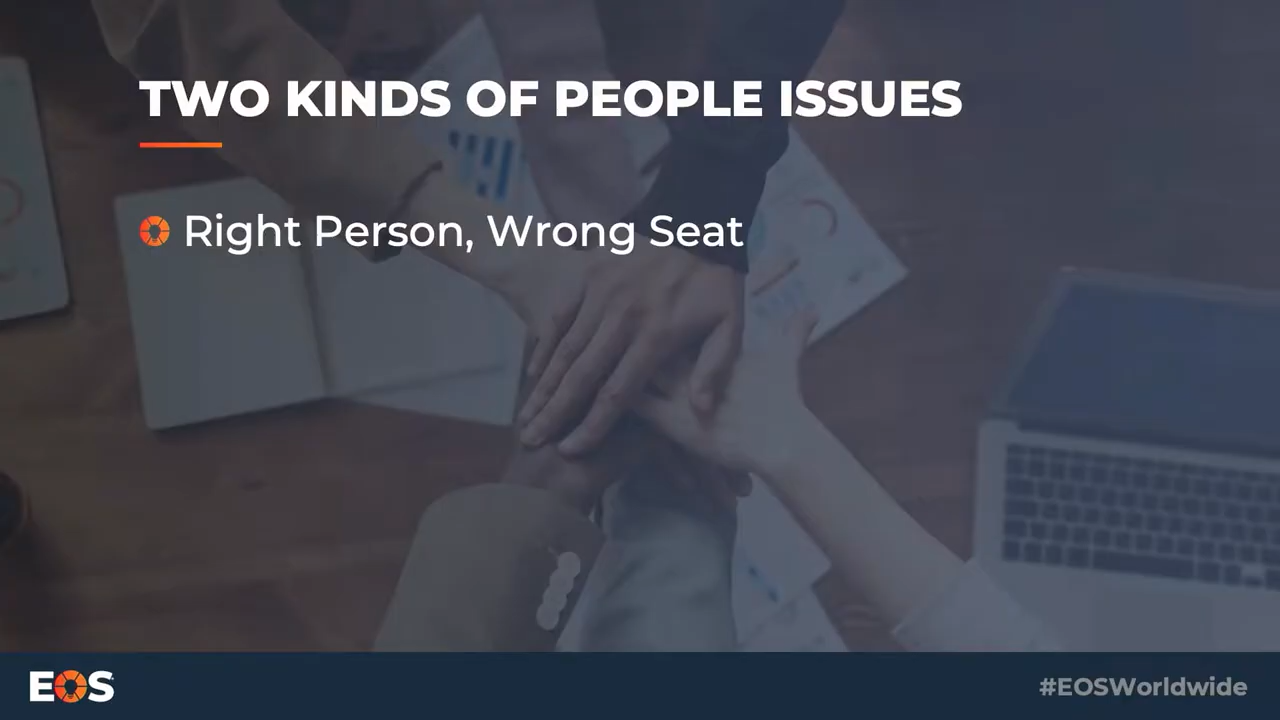 TWO KINDS OF PEOPLE ISSUES
Right Person, Wrong Seat
EOS
#EOSWorldwide